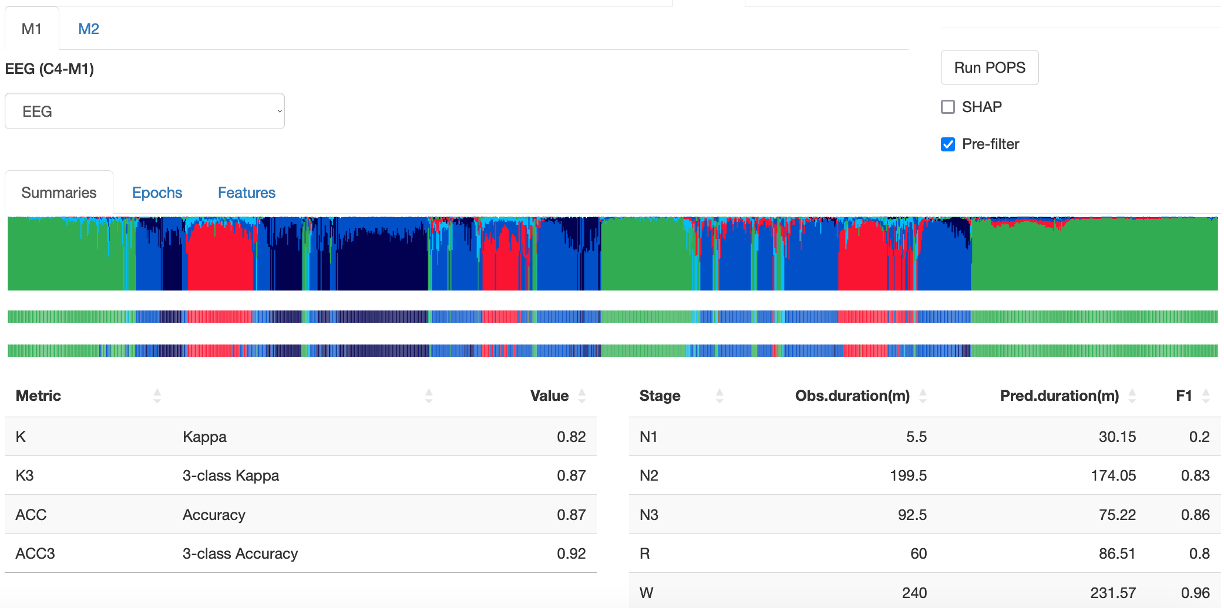 M1 M2
EEG (C4-M1)
EEG
Run POPS
SHAP
Pre-filter
Summaries Epochs Features
Metric Value
K Kappa 0.82
K3 3-class Kappa 0.87
ACC Accuracy 0.87
ACC3 3-class Accuracy 0.92
Stage Obs.duration(m) Pred.duration(m) F1
N1 5.5 30.15 0.2
N2 199.5 174.05 0.83
N3 92.5 75.22 0.86
R 60 86.51 0.8
W 240 231.57 0.96